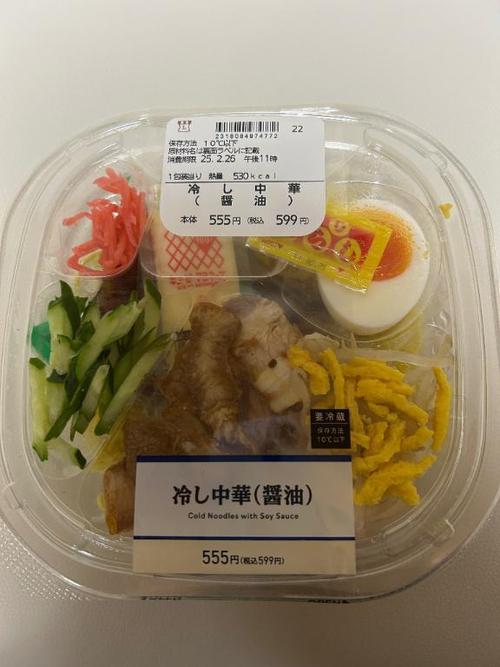 2318084974772
22
保存方法 10℃以下
原材料名は裏面ラベルに記載
消費期限 25.2.26 午後11時
1包装当り 熱量 530kcal
冷し中華
(醤油)
本体 555円(税込 599円)
要冷蔵
保存方法
10℃以下
冷し中華(醤油)
Cold Noodles with Soy Sauce
555円(税込599円)